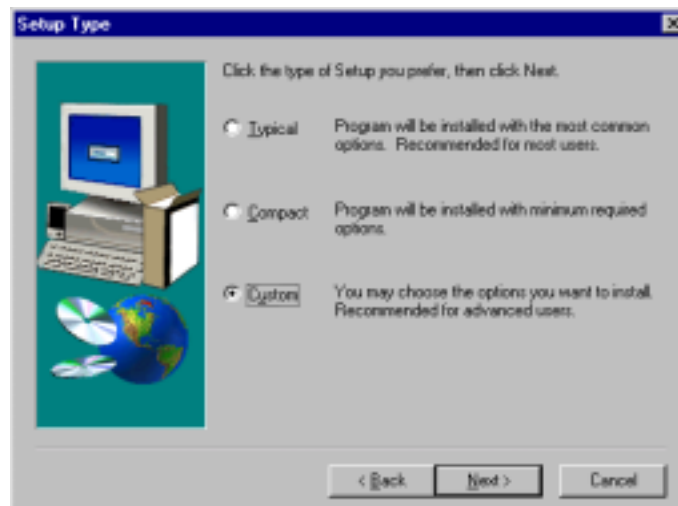 Setup Type
Click the type of Setup you prefer, then click Next.
Typical
Program will be installed with the most common
options. Recommended for most users.
Compact
Program will be installed with minimum required
options.
Custom
You may choose the options you want to install.
Recommended for advanced users.
< Back
Next >
Cancel